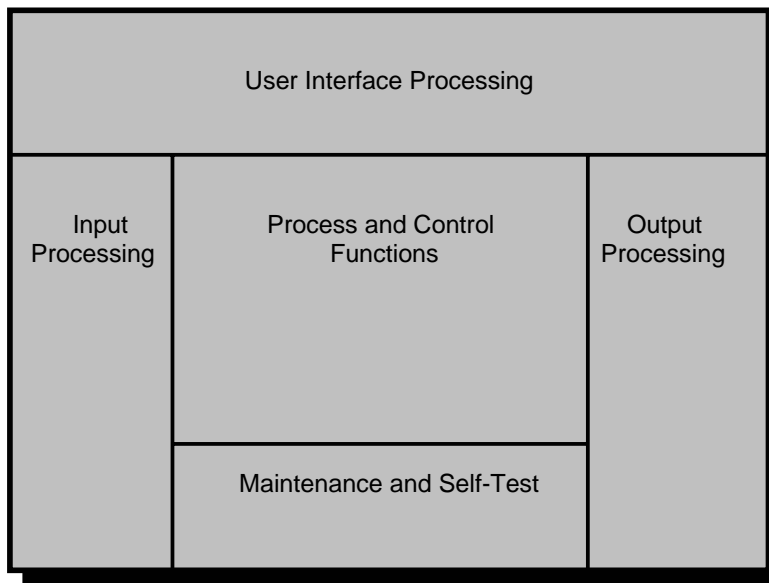 User Interface Processing
Input
Processing
Process and Control
Functions
Output
Processing
Maintenance and Self-Test